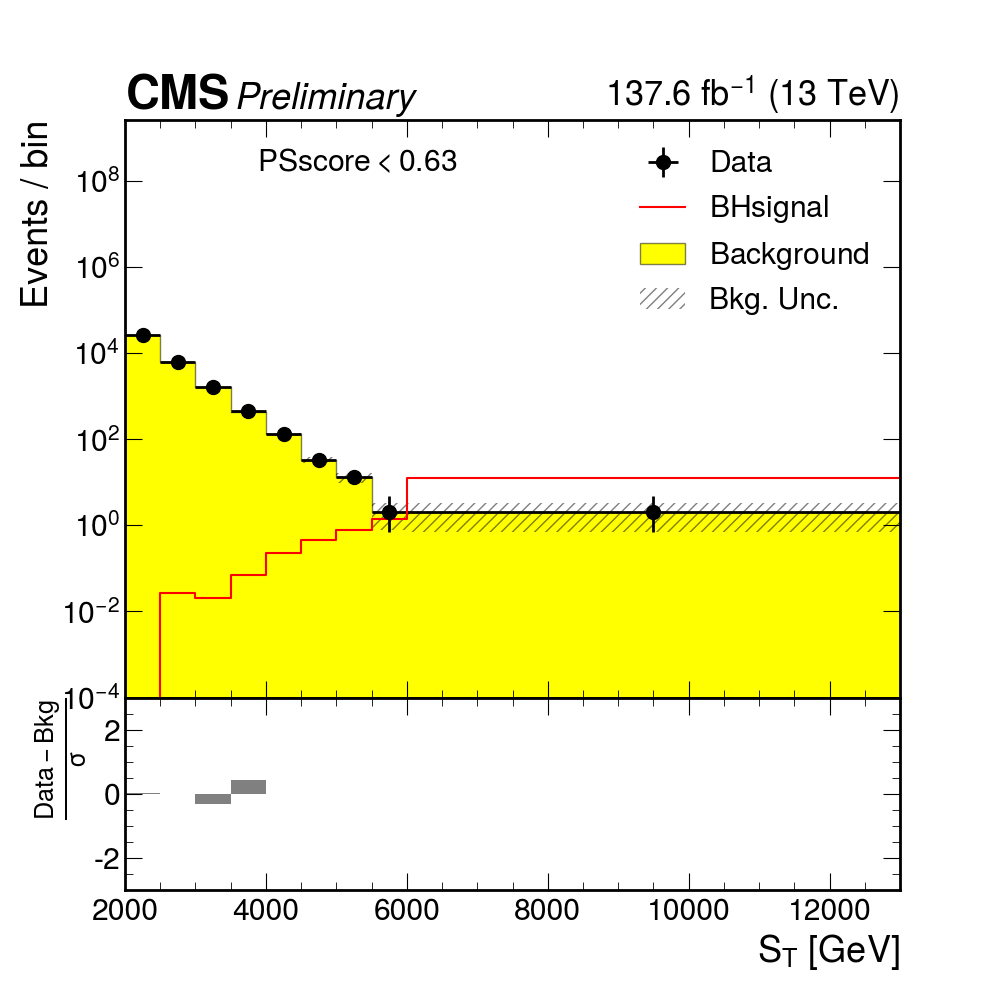 CMS Preliminary 137.6 fb⁻¹ (13 TeV)
Events / bin
PSscore < 0.63
Data
BHsignal
Background
Bkg. Unc.
10⁸
10⁶
10⁴
10²
10⁰
10⁻²
10⁻⁴
Data − Bkg
σ
2
0
-2
2000 4000 6000 8000 10000 12000
S_T [GeV]